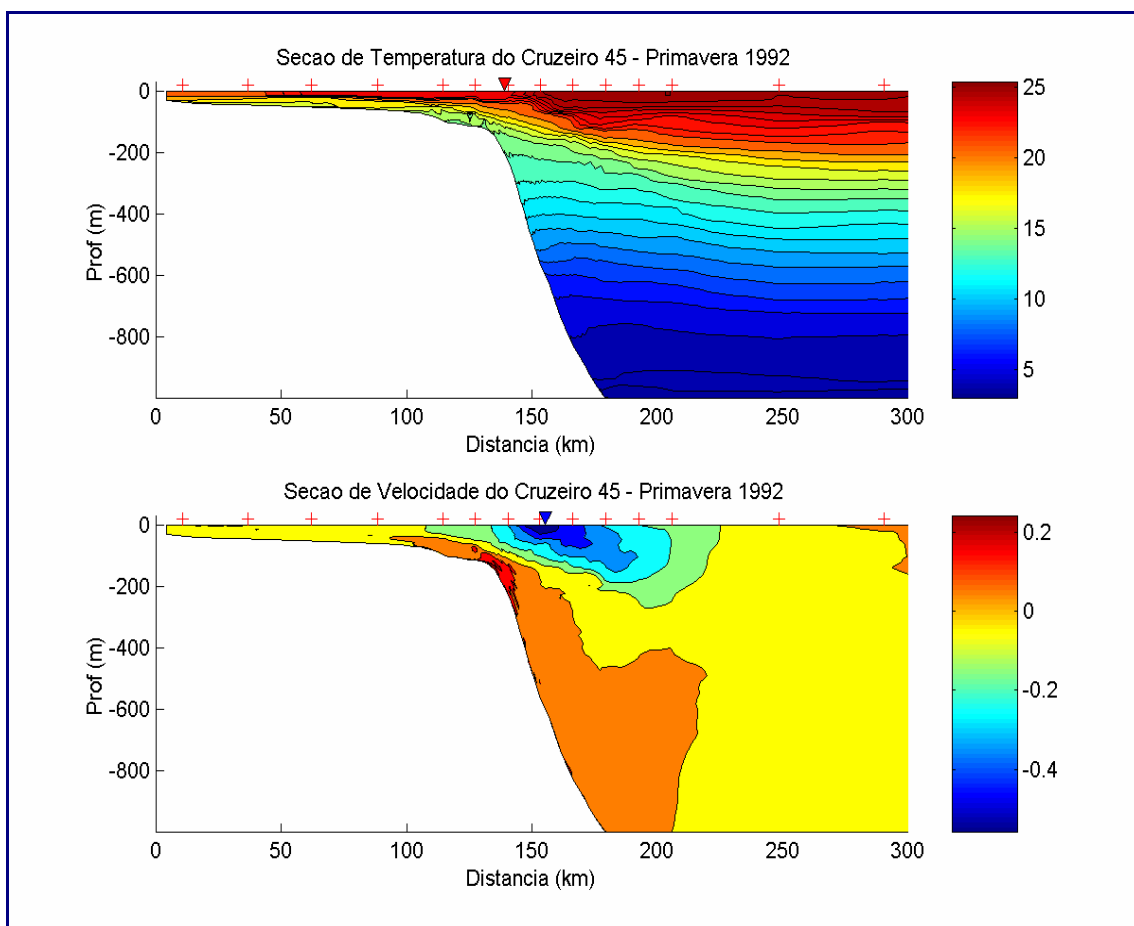 Secao de Temperatura do Cruzeiro 45 - Primavera 1992
0
-200
-400
-600
-800
Prof (m)
0 50 100 150 200 250 300
Distancia (km)
25
20
15
10
5
Secao de Velocidade do Cruzeiro 45 - Primavera 1992
0
-200
-400
-600
-800
Prof (m)
0 50 100 150 200 250 300
Distancia (km)
0.2
0
-0.2
-0.4